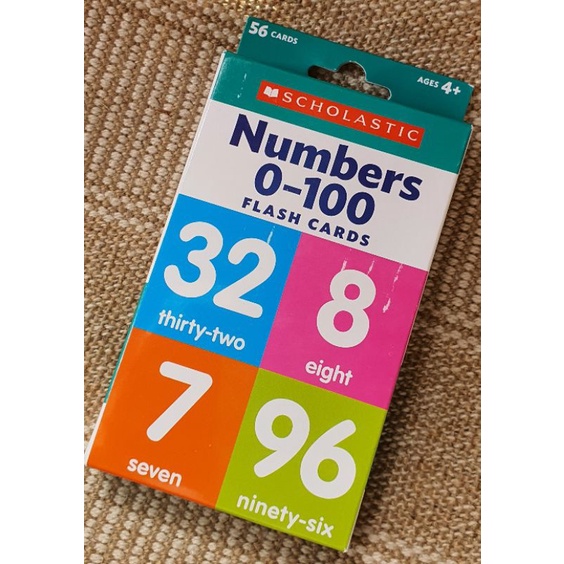 56 CARDS
AGES 4+
SCHOLASTIC
Numbers
0–100
FLASH CARDS
32
thirty-two
8
eight
7
seven
96
ninety-six